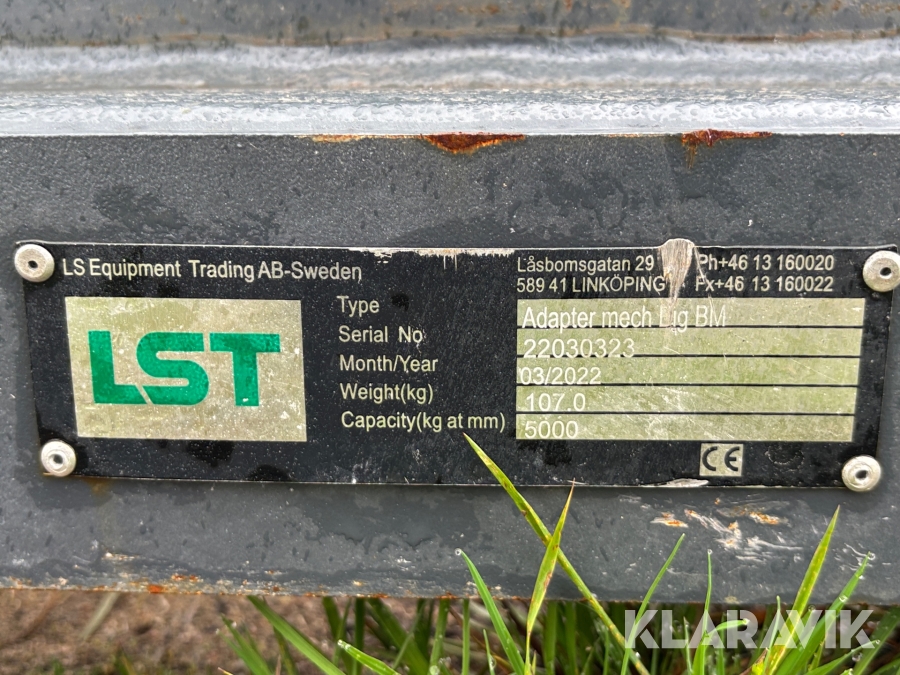 LS Equipment Trading AB-Sweden
Låsbomsgatan 29 Ph+46 13 160020
589 41 LINKÖPING Fx+46 13 160022
LST
Type Adapter mech Big BM
Serial No 22030323
Month/Year 03/2022
Weight(kg) 107.0
Capacity(kg at mm) 5000
CE
KLARAVIK